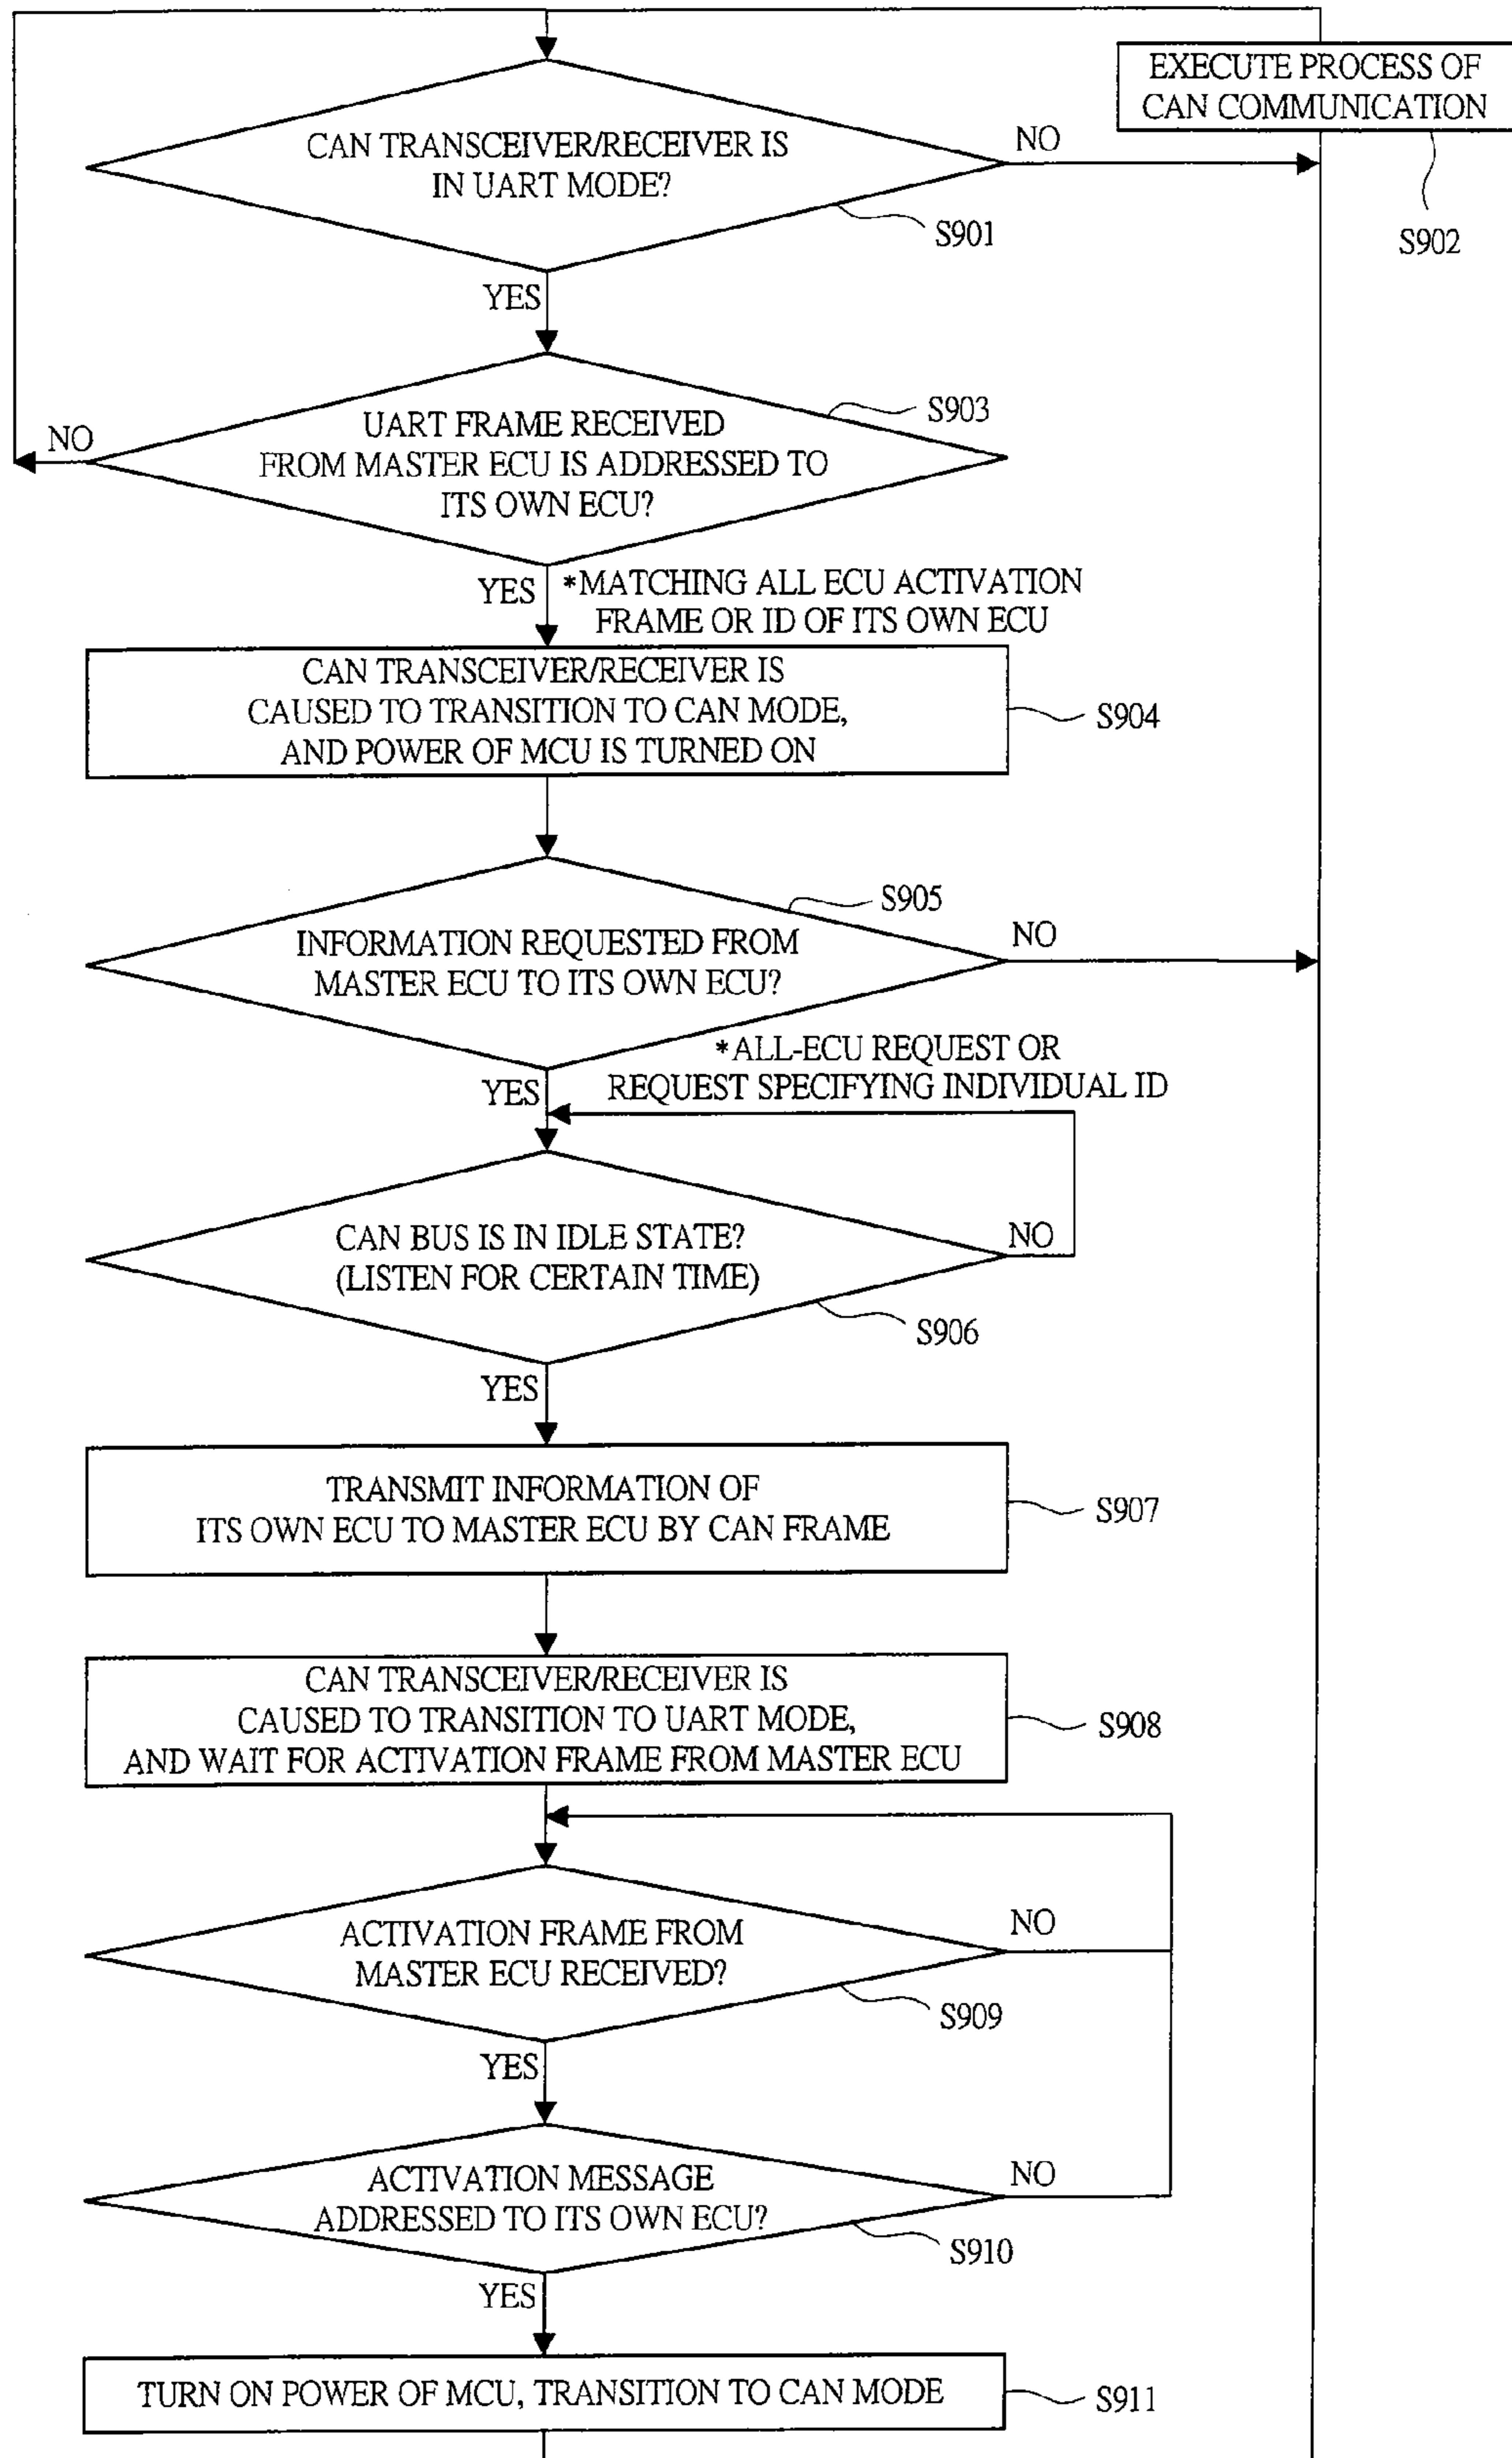 EXECUTE PROCESS OF
CAN COMMUNICATION
S902
CAN TRANSCEIVER/RECEIVER IS
IN UART MODE?
NO
S901
YES
UART FRAME RECEIVED
FROM MASTER ECU IS ADDRESSED TO
ITS OWN ECU?
S903
NO
YES
*MATCHING ALL ECU ACTIVATION
FRAME OR ID OF ITS OWN ECU
CAN TRANSCEIVER/RECEIVER IS
CAUSED TO TRANSITION TO CAN MODE,
AND POWER OF MCU IS TURNED ON
S904
S905
INFORMATION REQUESTED FROM
MASTER ECU TO ITS OWN ECU?
NO
YES
*ALL-ECU REQUEST OR
REQUEST SPECIFYING INDIVIDUAL ID
CAN BUS IS IN IDLE STATE?
(LISTEN FOR CERTAIN TIME)
NO
S906
YES
TRANSMIT INFORMATION OF
ITS OWN ECU TO MASTER ECU BY CAN FRAME
S907
CAN TRANSCEIVER/RECEIVER IS
CAUSED TO TRANSITION TO UART MODE,
AND WAIT FOR ACTIVATION FRAME FROM MASTER ECU
S908
ACTIVATION FRAME FROM
MASTER ECU RECEIVED?
NO
S909
YES
ACTIVATION MESSAGE
ADDRESSED TO ITS OWN ECU?
NO
S910
YES
TURN ON POWER OF MCU, TRANSITION TO CAN MODE
S911